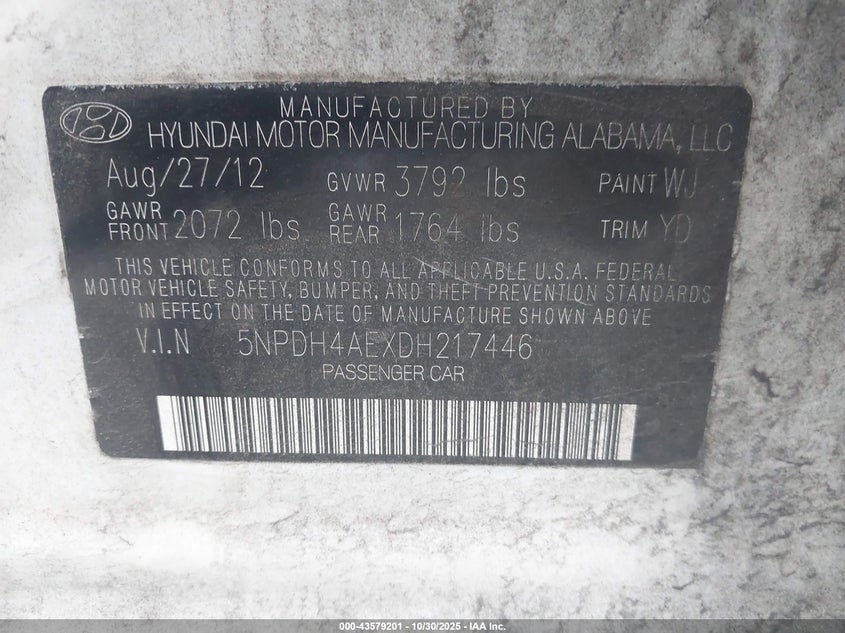 MANUFACTURED BY
HYUNDAI MOTOR MANUFACTURING ALABAMA, LLC
Aug/27/12 GVWR 3792 lbs PAINT WJ
GAWR FRONT 2072 lbs GAWR REAR 1764 lbs TRIM YD
THIS VEHICLE CONFORMS TO ALL APPLICABLE U.S.A. FEDERAL
MOTOR VEHICLE SAFETY, BUMPER, AND THEFT PREVENTION STANDARDS
IN EFFECT ON THE DATE OF MANUFACTURE SHOWN ABOVE
V.I.N 5NPDH4AEXDH217446
PASSENGER CAR
000-43579201 - 10/30/2025 - IAA Inc.